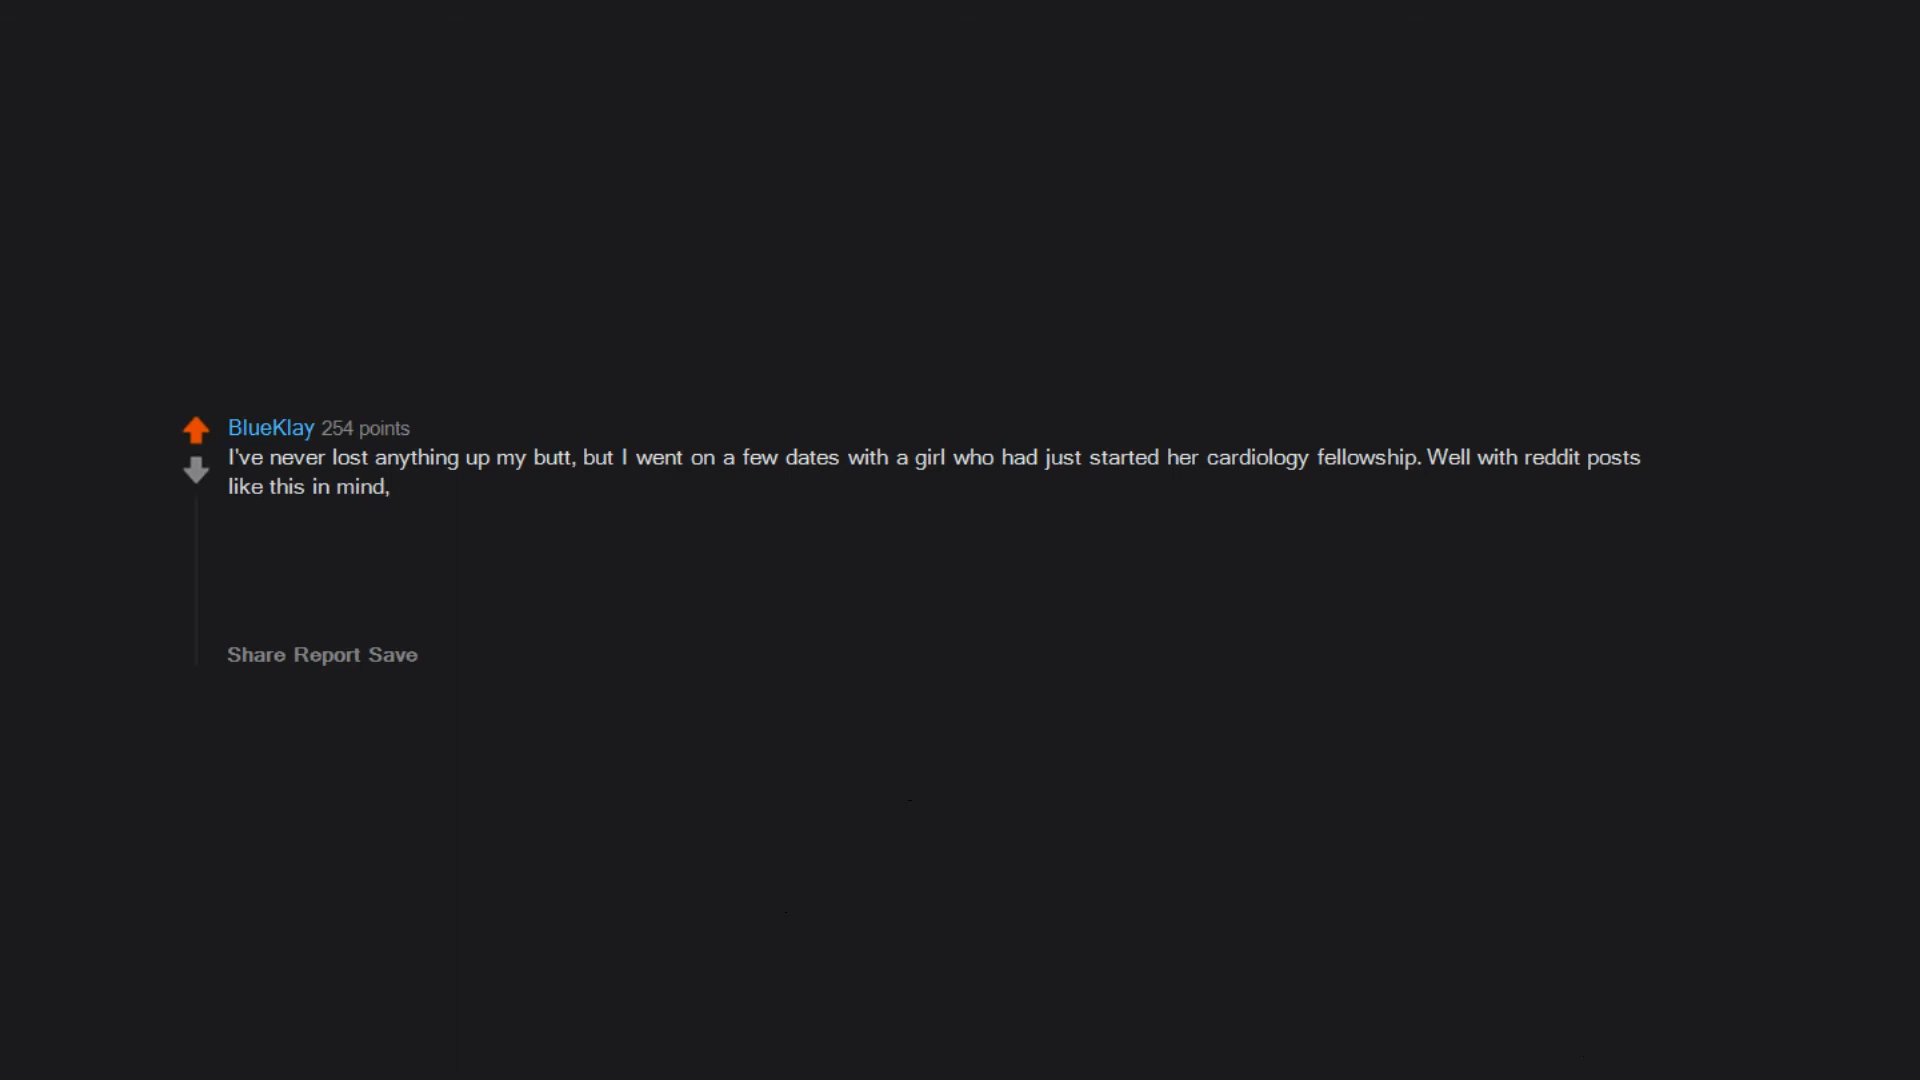 BlueKlay 254 points
I've never lost anything up my butt, but I went on a few dates with a girl who had just started her cardiology fellowship. Well with reddit posts
like this in mind,
Share Report Save